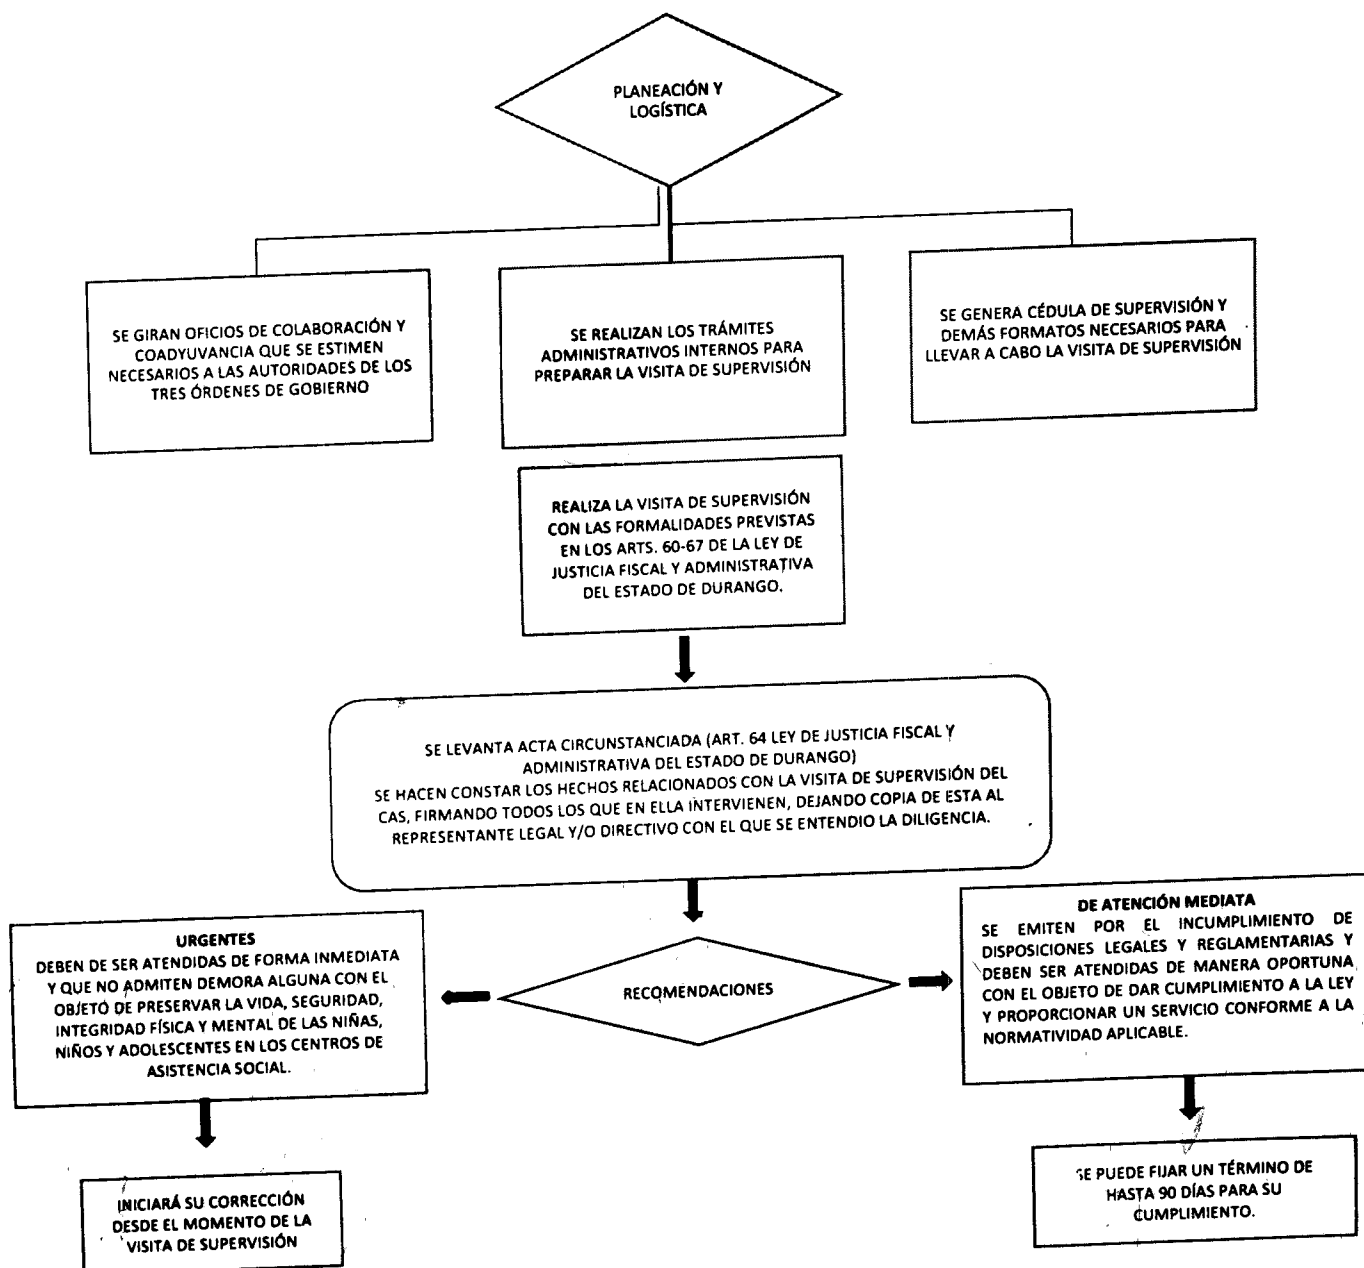 PLANEACIÓN Y
LOGÍSTICA
SE GIRAN OFICIOS DE COLABORACIÓN Y
COADYUVANCIA QUE SE ESTIMEN
NECESARIOS A LAS AUTORIDADES DE LOS
TRES ÓRDENES DE GOBIERNO
SE REALIZAN LOS TRÁMITES
ADMINISTRATIVOS INTERNOS PARA
PREPARAR LA VISITA DE SUPERVISIÓN
SE GENERA CÉDULA DE SUPERVISIÓN Y
DEMÁS FORMATOS NECESARIOS PARA
LLEVAR A CABO LA VISITA DE SUPERVISIÓN
REALIZA LA VISITA DE SUPERVISIÓN
CON LAS FORMALIDADES PREVISTAS
EN LOS ARTS. 60-67 DE LA LEY DE
JUSTICIA FISCAL Y ADMINISTRATIVA
DEL ESTADO DE DURANGO.
SE LEVANTA ACTA CIRCUNSTANCIADA (ART. 64 LEY DE JUSTICIA FISCAL Y
ADMINISTRATIVA DEL ESTADO DE DURANGO)
SE HACEN CONSTAR LOS HECHOS RELACIONADOS CON LA VISITA DE SUPERVISIÓN DEL
CAS, FIRMANDO TODOS LOS QUE EN ELLA INTERVIENEN, DEJANDO COPIA DE ESTA AL
REPRESENTANTE LEGAL Y/O DIRECTIVO CON EL QUE SE ENTENDIO LA DILIGENCIA.
URGENTES
DEBEN DE SER ATENDIDAS DE FORMA INMEDIATA
Y QUE NO ADMITEN DEMORA ALGUNA CON EL
OBJETO DE PRESERVAR LA VIDA, SEGURIDAD,
INTEGRIDAD FÍSICA Y MENTAL DE LAS NIÑAS,
NIÑOS Y ADOLESCENTES EN LOS CENTROS DE
ASISTENCIA SOCIAL.
RECOMENDACIONES
DE ATENCIÓN MEDIATA
SE EMITEN POR EL INCUMPLIMIENTO DE
DISPOSICIONES LEGALES Y REGLAMENTARIAS Y
DEBEN SER ATENDIDAS DE MANERA OPORTUNA
CON EL OBJETO DE DAR CUMPLIMIENTO A LA LEY
Y PROPORCIONAR UN SERVICIO CONFORME A LA
NORMATIVIDAD APLICABLE.
INICIARÁ SU CORRECCIÓN
DESDE EL MOMENTO DE LA
VISITA DE SUPERVISIÓN
SE PUEDE FIJAR UN TÉRMINO DE
HASTA 90 DÍAS PARA SU
CUMPLIMIENTO.